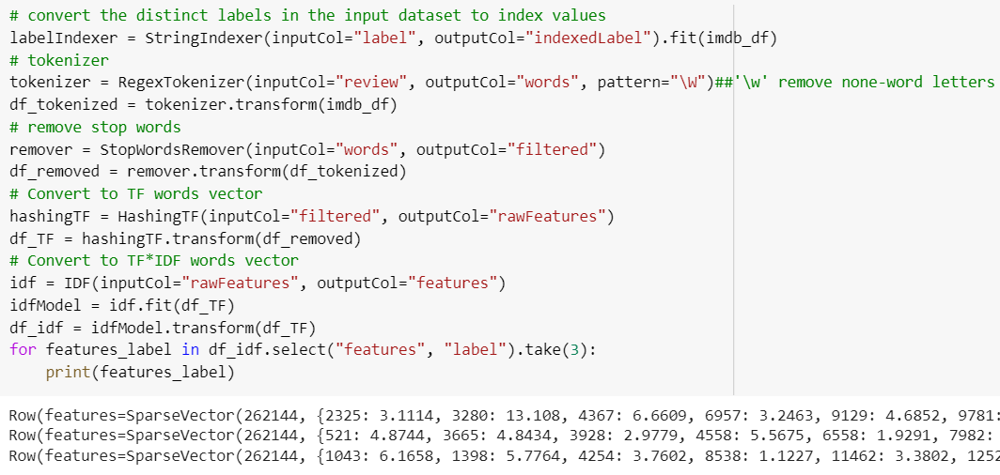 # convert the distinct labels in the input dataset to index values
labelIndexer = StringIndexer(inputCol="label", outputCol="indexedLabel").fit(imdb_df)
# tokenizer
tokenizer = RegexTokenizer(inputCol="review", outputCol="words", pattern="\W")##'\w' remove none-word letters
df_tokenized = tokenizer.transform(imdb_df)
# remove stop words
remover = StopWordsRemover(inputCol="words", outputCol="filtered")
df_removed = remover.transform(df_tokenized)
# Convert to TF words vector
hashingTF = HashingTF(inputCol="filtered", outputCol="rawFeatures")
df_TF = hashingTF.transform(df_removed)
# Convert to TF*IDF words vector
idf = IDF(inputCol="rawFeatures", outputCol="features")
idfModel = idf.fit(df_TF)
df_idf = idfModel.transform(df_TF)
for features_label in df_idf.select("features", "label").take(3):
    print(features_label)
Row(features=SparseVector(262144, {2325: 3.1114, 3280: 13.108, 4367: 6.6609, 6957: 3.2463, 9129: 4.6852, 9781:
Row(features=SparseVector(262144, {521: 4.8744, 3665: 4.8434, 3928: 2.9779, 4558: 5.5675, 6558: 1.9291, 7982:
Row(features=SparseVector(262144, {1043: 6.1658, 1398: 5.7764, 4254: 3.7602, 8538: 1.1227, 11462: 3.3802, 1252